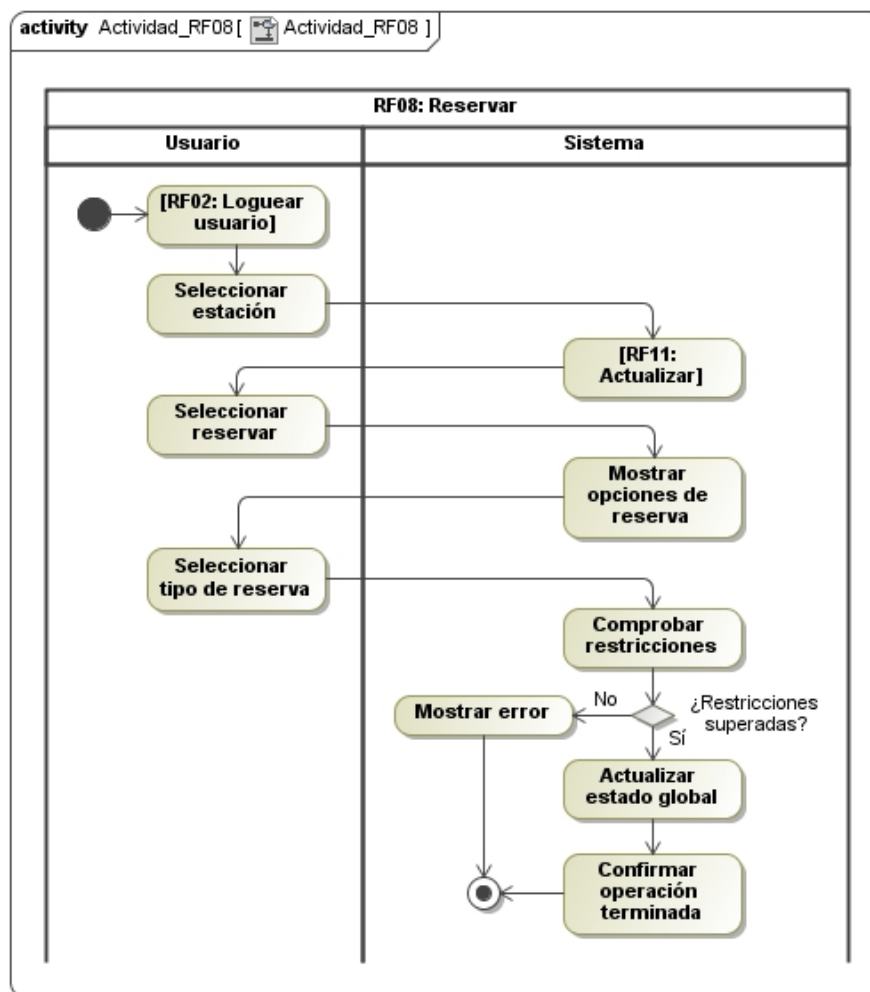 activity Actividad_RF08 [ Actividad_RF08 ]
RF08: Reservar
Usuario
Sistema
[RF02: Loguear
usuario]
Seleccionar
estación
[RF11:
Actualizar]
Seleccionar
reservar
Mostrar
opciones de
reserva
Seleccionar
tipo de reserva
Comprobar
restricciones
No
¿Restricciones
superadas?
Mostrar error
Sí
Actualizar
estado global
Confirmar
operación
terminada